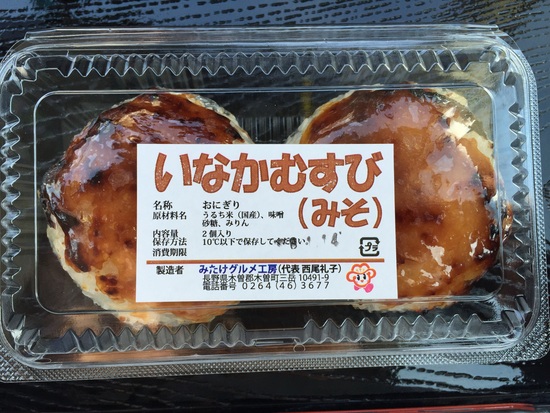 いなかむすび
(みそ)
名称 おにぎり
原材料名 うるち米(国産)、味噌
砂糖、みりん
内容量 2個入り
保存方法 10℃以下で保存してください。
消費期限
製造者 みたけグルメ工房(代表 西尾礼子)
長野県木曽郡木曽町三岳 10491-9
電話番号 0264(46)3677
プラ